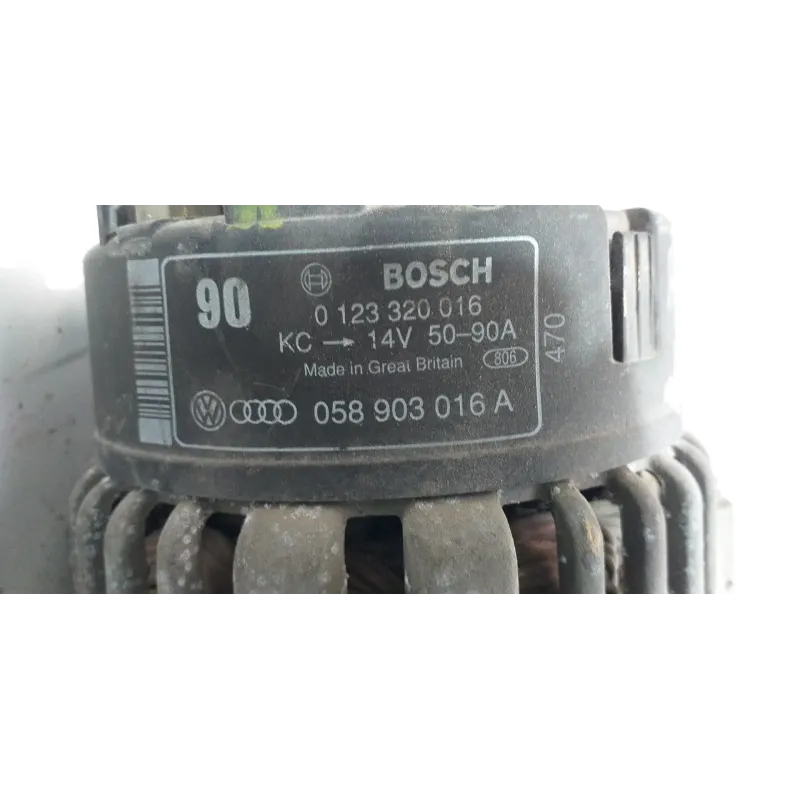 90 BOSCH
0 123 320 016
KC → 14V 50-90A
Made in Great Britain 806
470
058 903 016 A